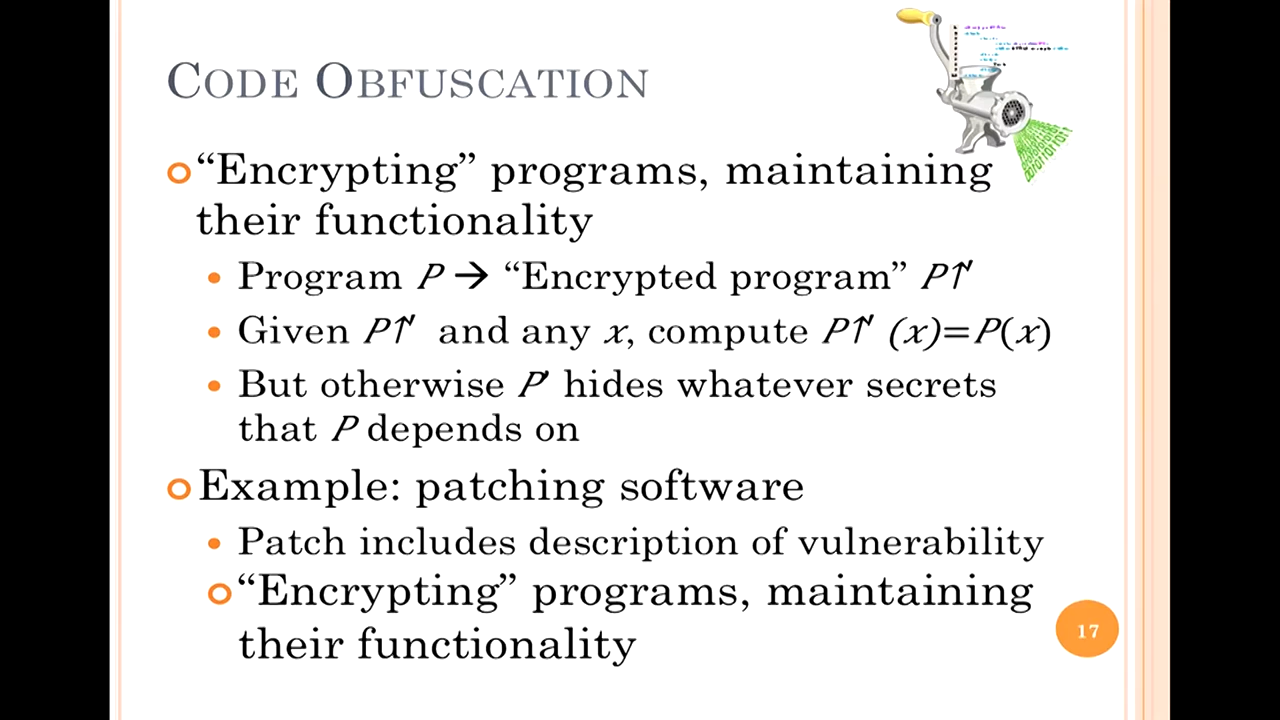 CODE OBFUSCATION
“Encrypting” programs, maintaining
their functionality
Program P → “Encrypted program” P↑′
Given P↑′ and any x, compute P↑′ (x)=P(x)
But otherwise P′ hides whatever secrets
that P depends on
Example: patching software
Patch includes description of vulnerability
“Encrypting” programs, maintaining
their functionality
17